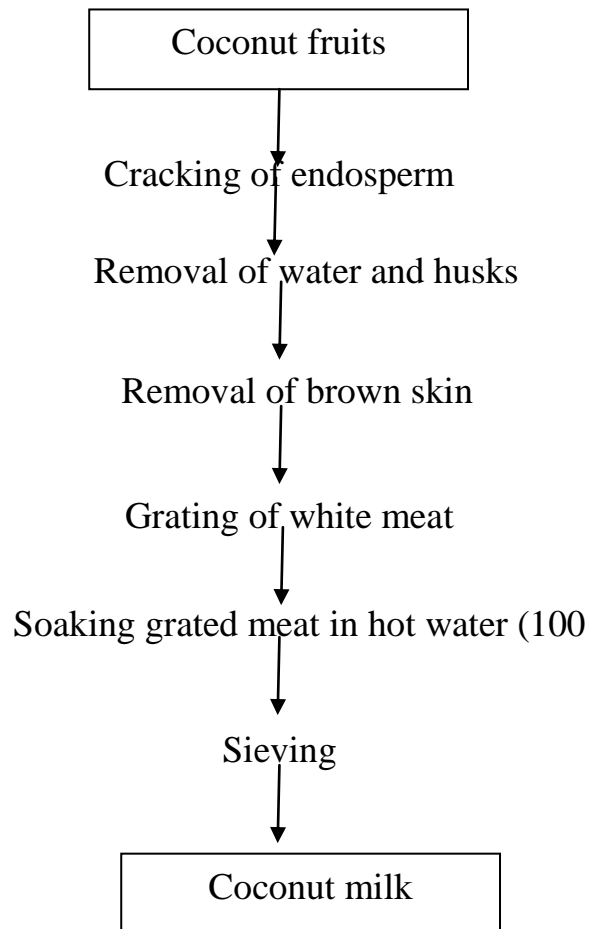 Coconut fruits
Cracking of endosperm
Removal of water and husks
Removal of brown skin
Grating of white meat
Soaking grated meat in hot water (100
Sieving
Coconut milk